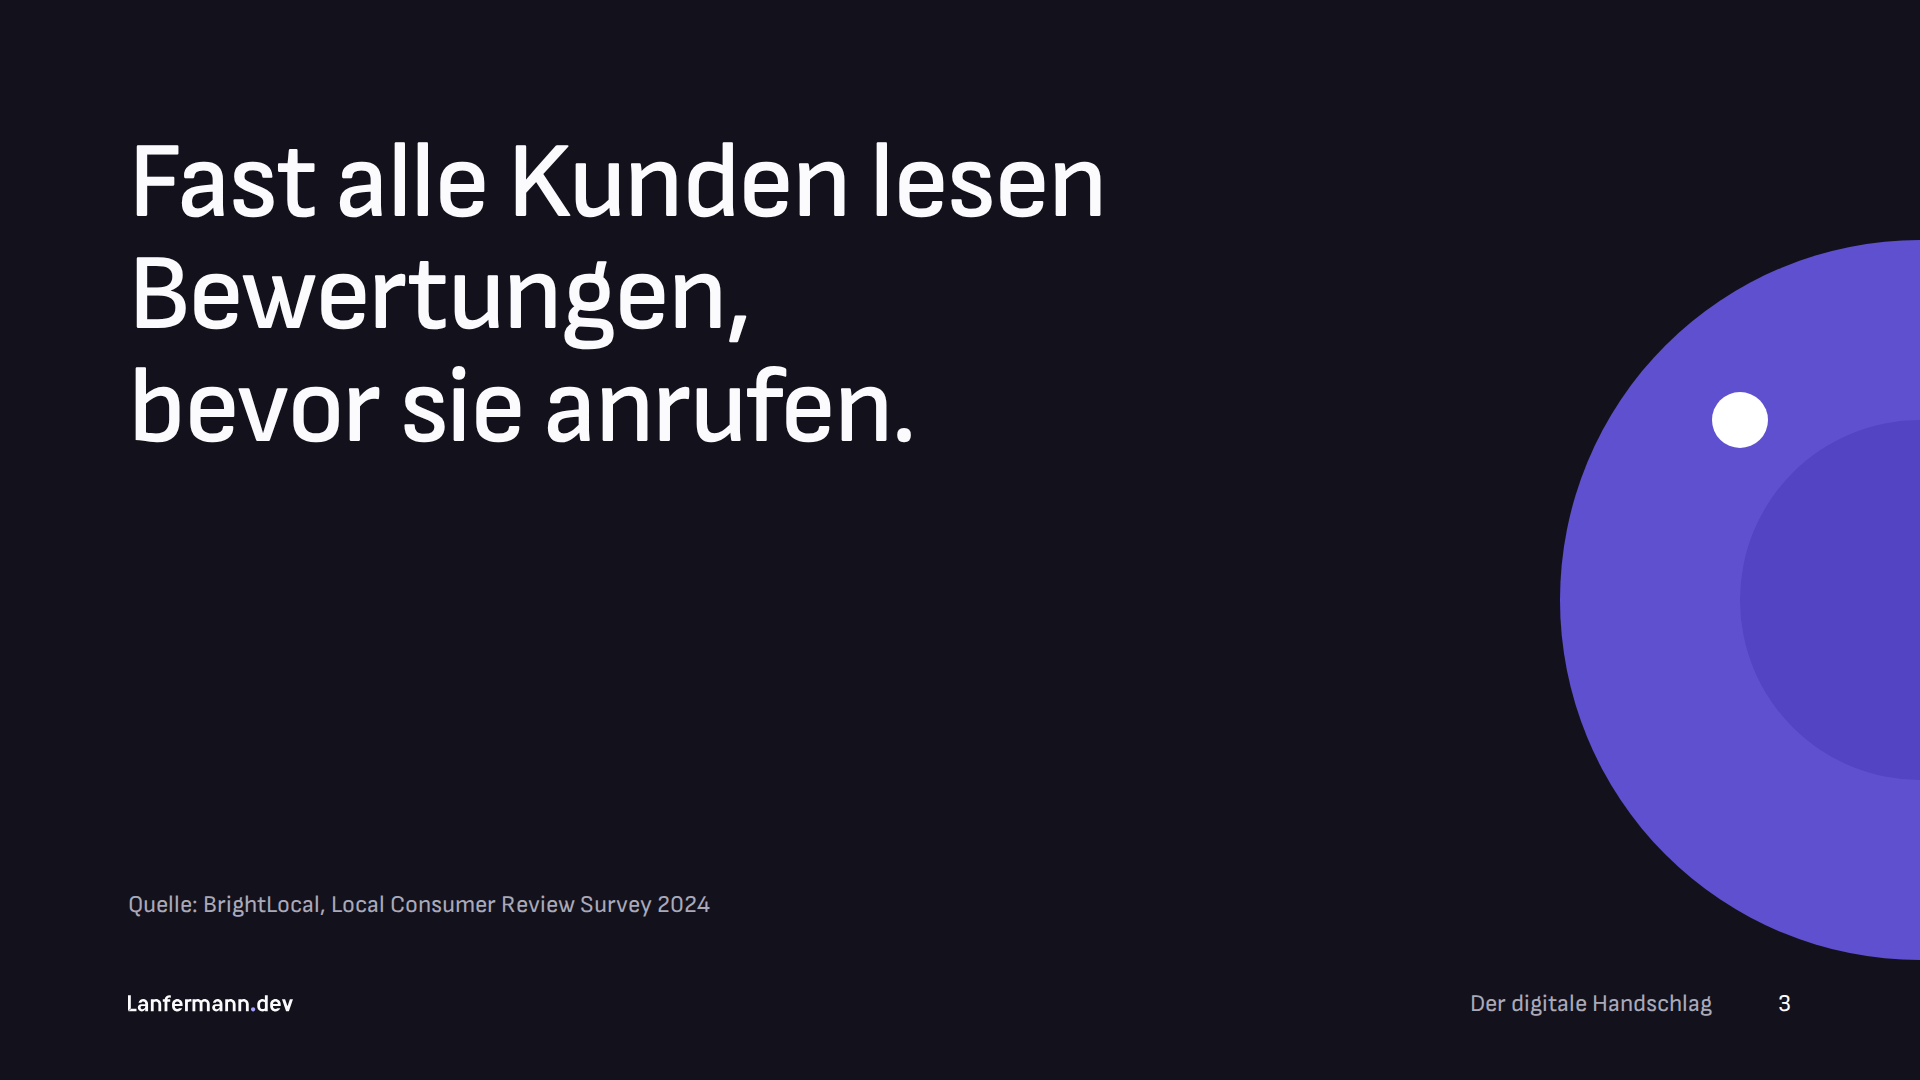 Fast alle Kunden lesen
Bewertungen,
bevor sie anrufen.
Quelle: BrightLocal, Local Consumer Review Survey 2024
Lanfermann.dev
Der digitale Handschlag
3